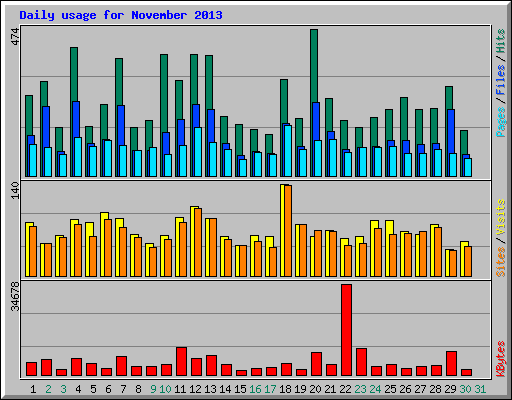 Daily usage for November 2013
474
Pages / Files / Hits
140
Sites / Visits
34678
KBytes
1 2 3 4 5 6 7 8 9 10 11 12 13 14 15 16 17 18 19 20 21 22 23 24 25 26 27 28 29 30 31